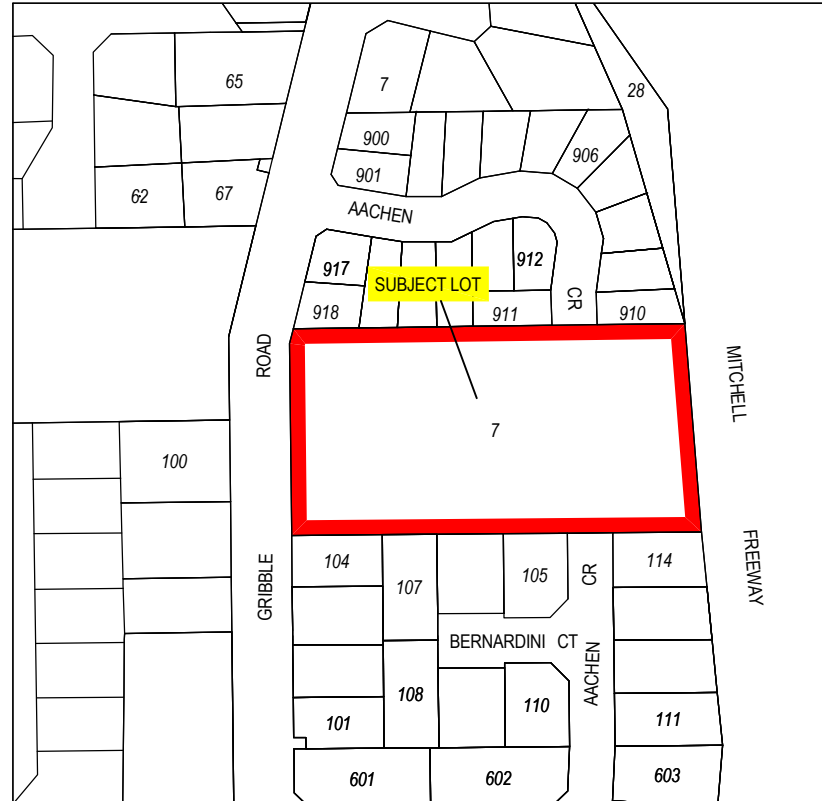 65
7
28
900
906
901
62
67
AACHEN
917
912
SUBJECT LOT
918
911
CR
910
ROAD
MITCHELL
7
100
FREEWAY
104
107
105
CR
114
GRIBBLE
BERNARDINI CT
AACHEN
108
110
101
111
601
602
603